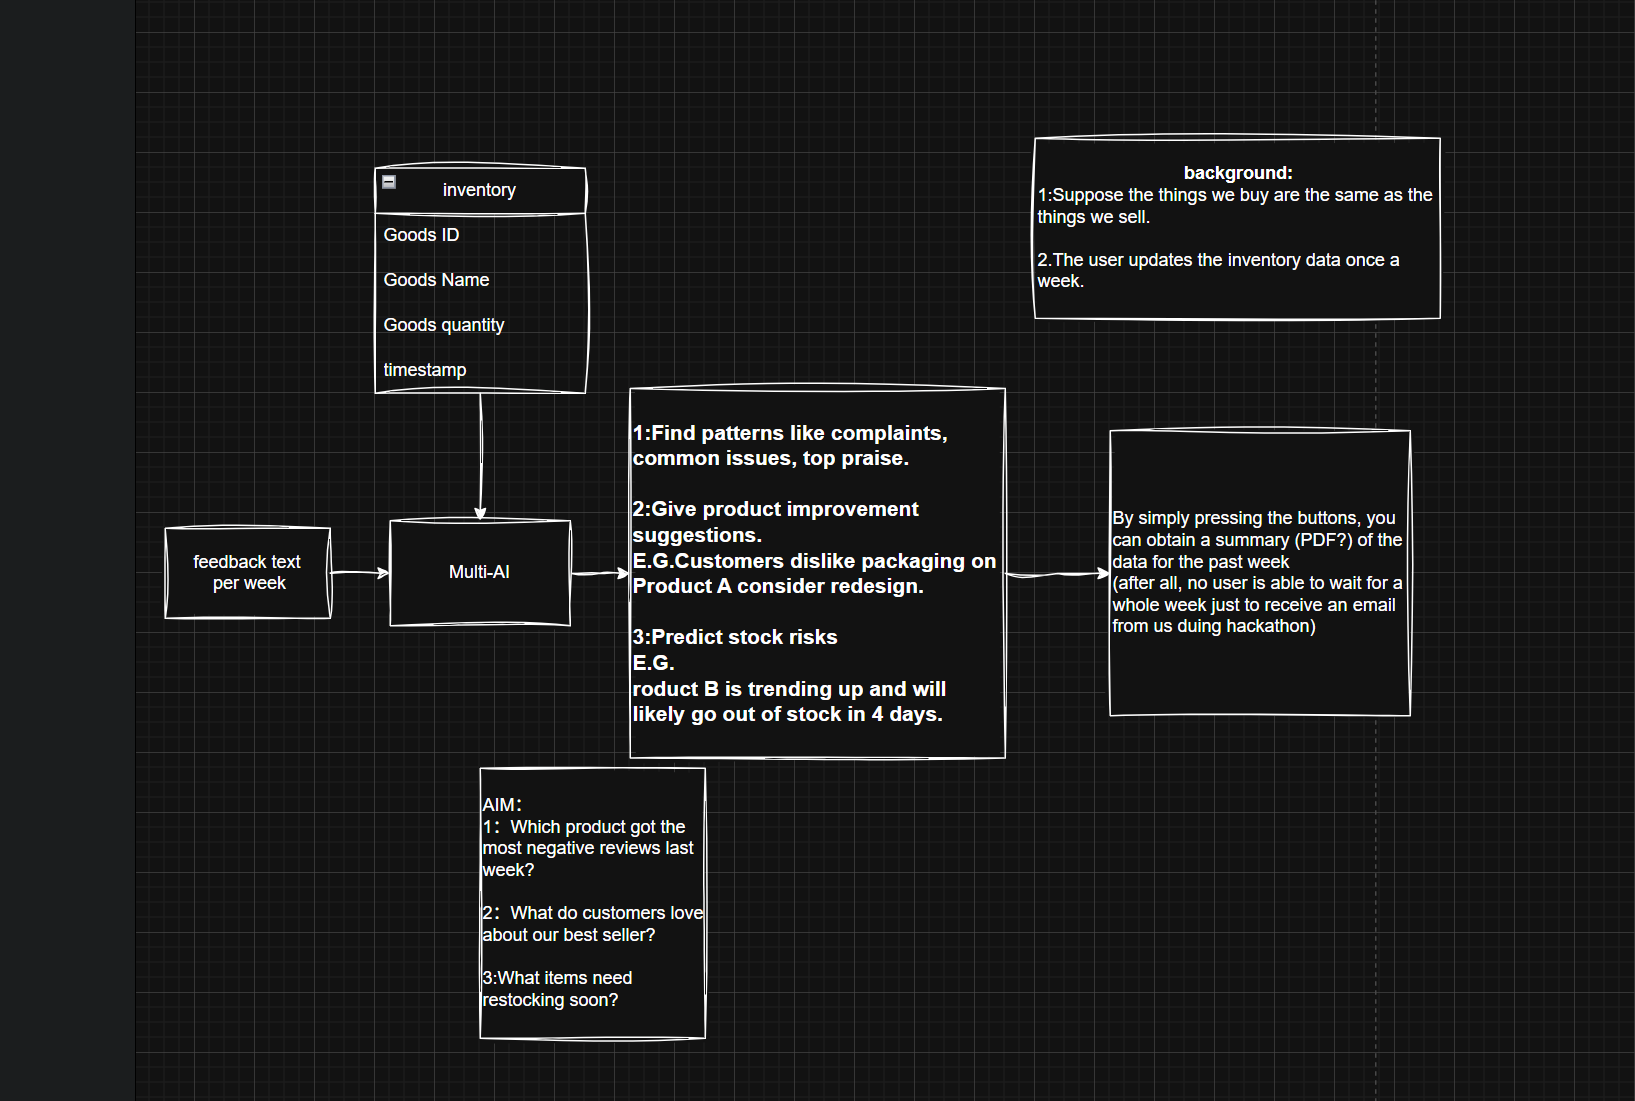 inventory
Goods ID
Goods Name
Goods quantity
timestamp
background:
1:Suppose the things we buy are the same as the
things we sell.
2.The user updates the inventory data once a
week.
feedback text
per week
Multi-AI
1:Find patterns like complaints,
common issues, top praise.
2:Give product improvement
suggestions.
E.G.Customers dislike packaging on
Product A consider redesign.
3:Predict stock risks
E.G.
roduct B is trending up and will
likely go out of stock in 4 days.
By simply pressing the buttons, you
can obtain a summary (PDF?) of the
data for the past week
(after all, no user is able to wait for a
whole week just to receive an email
from us duing hackathon)
AIM：
1：Which product got the
most negative reviews last
week?
2：What do customers love
about our best seller?
3:What items need
restocking soon?